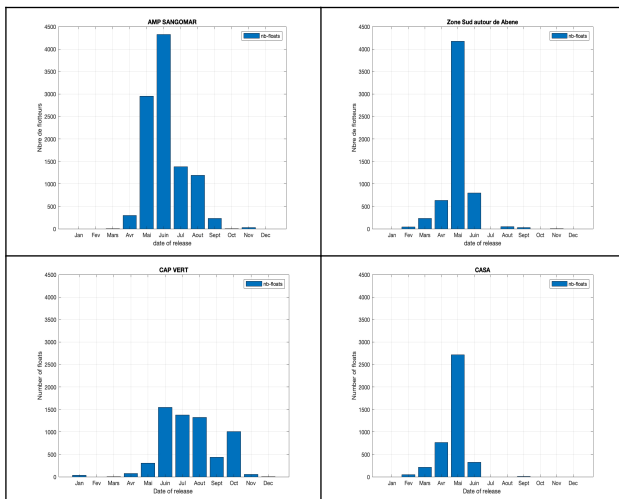 AMP SANGOMAR
nb-floats
4500
4000
3500
3000
2500
2000
1500
1000
500
0
Nbre de flotteurs
Jan Fev Mars Avr Mai Juin Jul Aout Sept Oct Nov Dec
date of release
Zone Sud autour de Abene
nb-floats
4500
4000
3500
3000
2500
2000
1500
1000
500
0
Number of floats
Jan Fev Mars Avr Mai Juin Jul Aout Sept Oct Nov Dec
date of release
CAP VERT
nb-floats
4500
4000
3500
3000
2500
2000
1500
1000
500
0
Number of floats
Jan Fev Mars Avr Mai Juin Jul Aout Sept Oct Nov Dec
Date of release
CASA
nb-floats
4500
4000
3500
3000
2500
2000
1500
1000
500
0
Number of floats
Jan Fev Mars Avr Mai Juin Jul Aout Sept Oct Nov Dec
Date of release